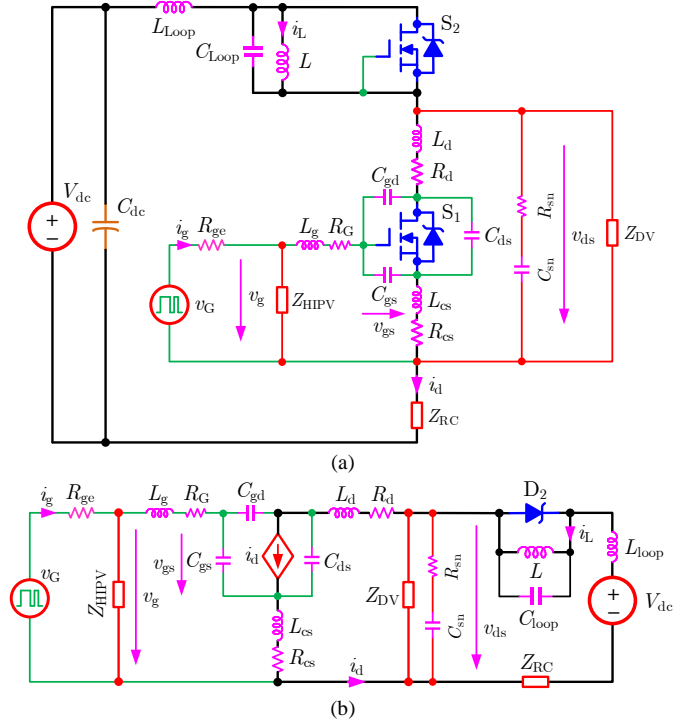 L_Loop
C_Loop
i_L
L
S_2
V_dc
C_dc
L_d
R_d
C_gd
S_1
C_ds
R_sn
C_sn
v_ds
Z_DV
i_g
R_ge
L_g
R_G
v_G
v_g
Z_HIPV
C_gs
v_gs
L_cs
R_cs
i_d
Z_RC
(a)
i_g
R_ge
L_g
R_G
C_gd
L_d
R_d
D_2
i_L
L_loop
v_G
Z_HIPV
v_g
v_gs
C_gs
i_d
C_ds
Z_DV
R_sn
C_sn
v_ds
L
C_loop
V_dc
L_cs
R_cs
i_d
Z_RC
(b)